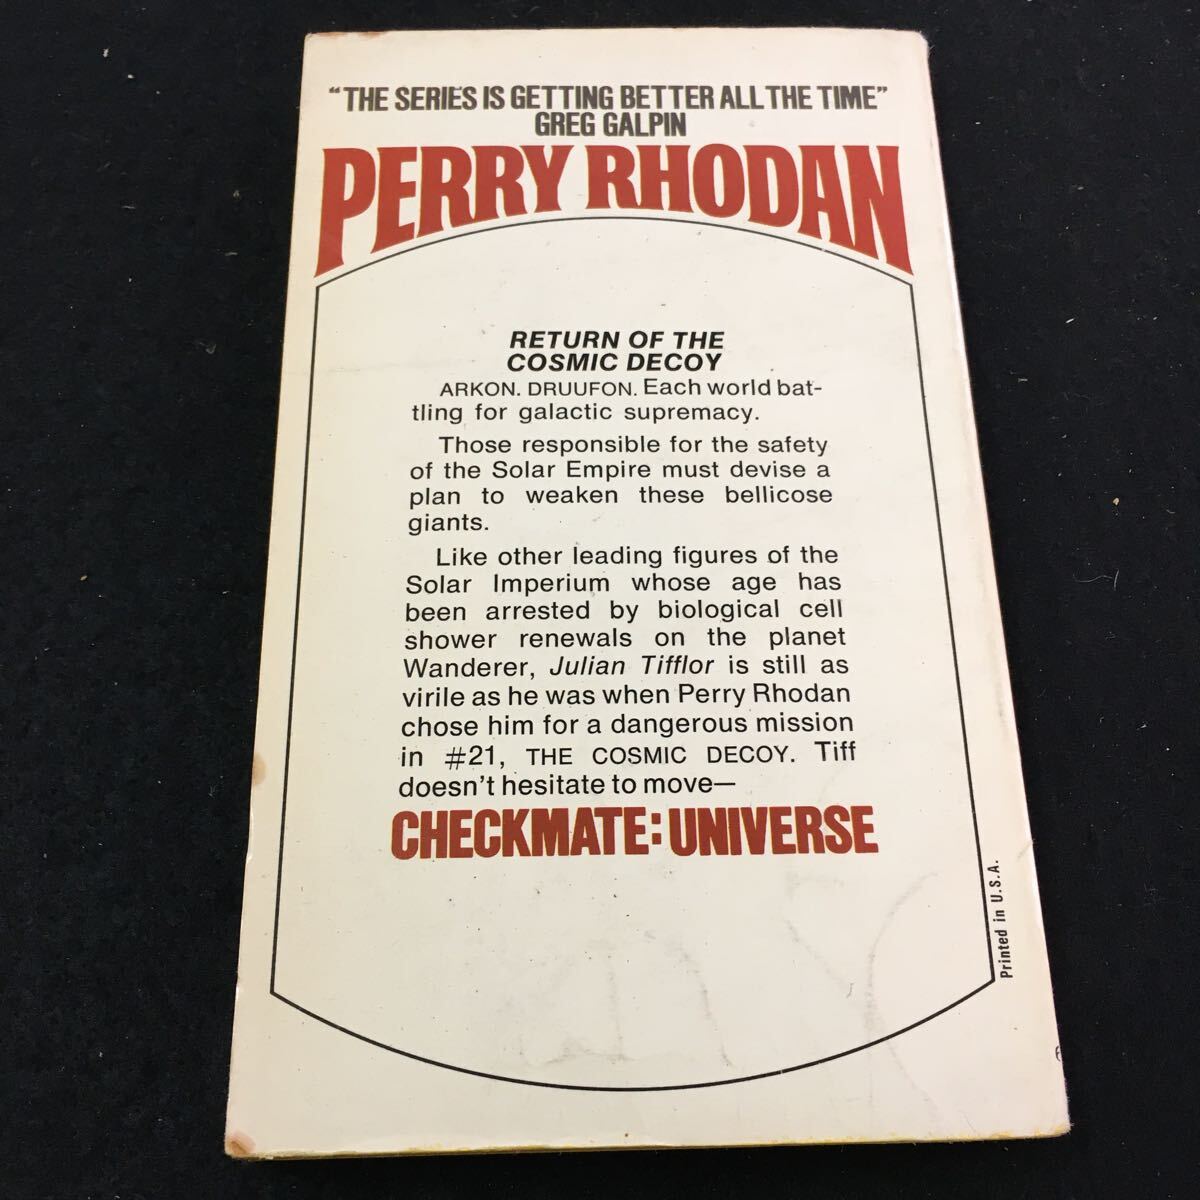 "THE SERIES IS GETTING BETTER ALL THE TIME"
GREG GALPIN
PERRY RHODAN
RETURN OF THE
COSMIC DECOY
ARKON. DRUUFON. Each world bat-
tling for galactic supremacy.
Those responsible for the safety
of the Solar Empire must devise a
plan to weaken these bellicose
giants.
Like other leading figures of the
Solar Imperium whose age has
been arrested by biological cell
shower renewals on the planet
Wanderer, Julian Tifflor is still as
virile as he was when Perry Rhodan
chose him for a dangerous mission
in #21, THE COSMIC DECOY. Tiff
doesn't hesitate to move—
CHECKMATE: UNIVERSE
Printed in U.S.A.